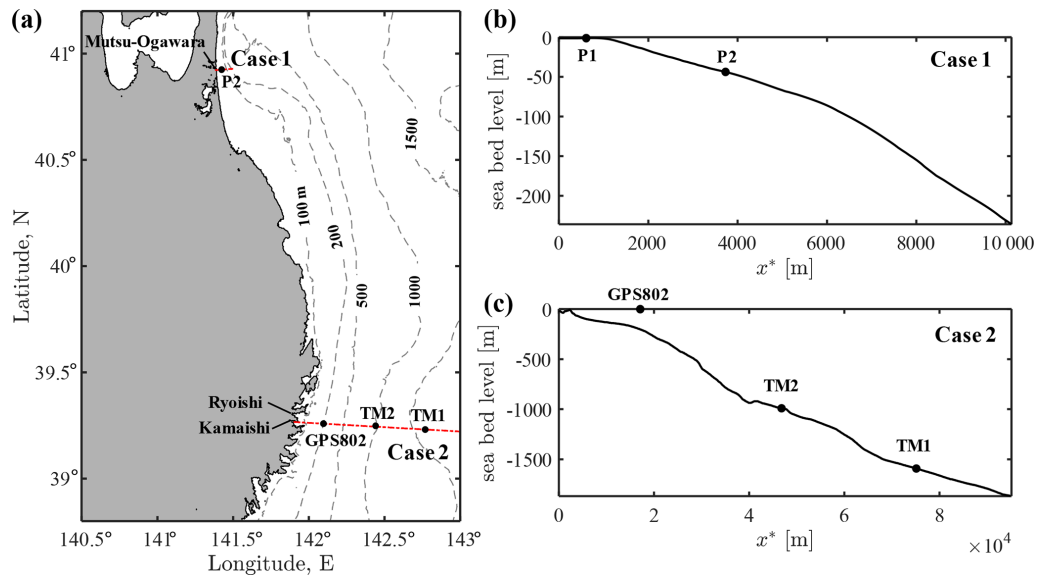 (a)
41°
40.5°
40°
39.5°
39°
Latitude, N
140.5°
141°
141.5°
142°
142.5°
143°
Longitude, E
Mutsu-Ogawara
Case 1
P2
100 m
200
500
1000
1500
Ryoishi
Kamaishi
GPS802
TM2
TM1
Case 2
(b)
0
-50
-100
-150
-200
sea bed level [m]
P1
P2
Case 1
0
2000
4000
6000
8000
10 000
x* [m]
(c)
GPS802
0
-500
-1000
-1500
sea bed level [m]
TM2
TM1
Case 2
0
2
4
6
8
x* [m]
×10⁴